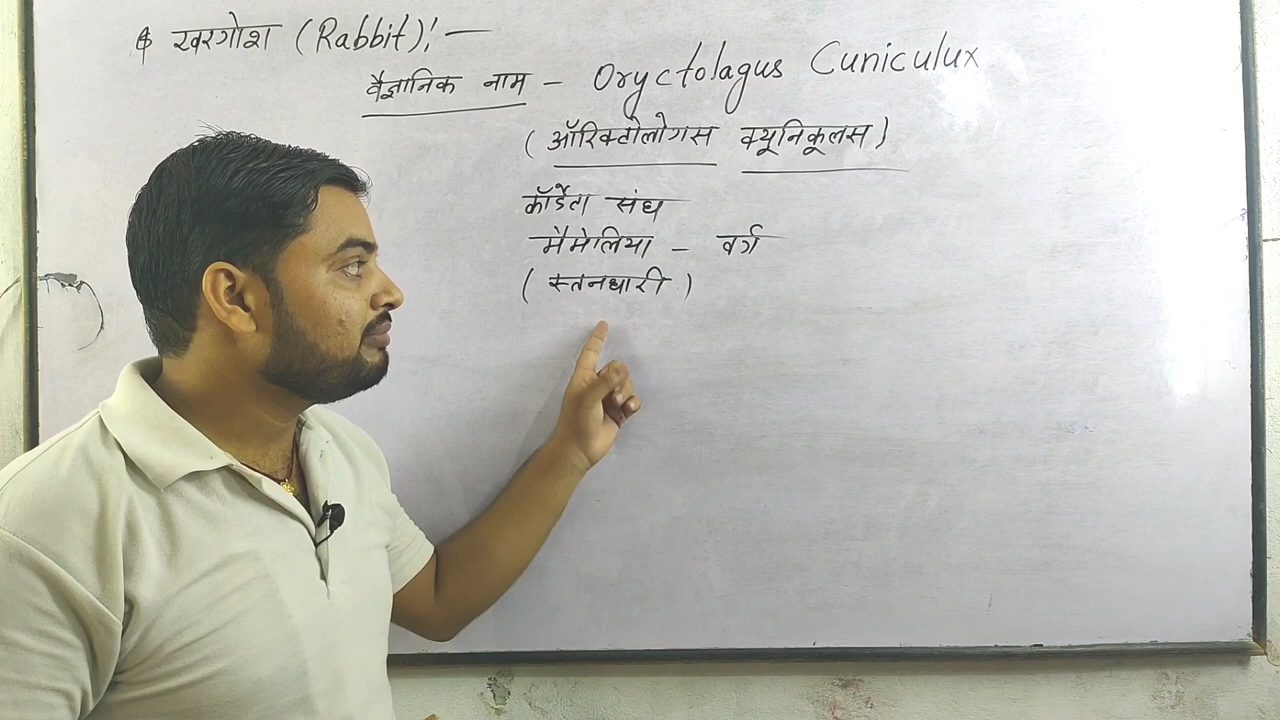 खरगोश (Rabbit):—
वैज्ञानिक नाम – Oryctolagus Cuniculux
(ऑरिक्टोलोगस क्यूनिकूलस)
कॉर्डेटा संघ
मैमेलिया – वर्ग
(स्तनधारी)